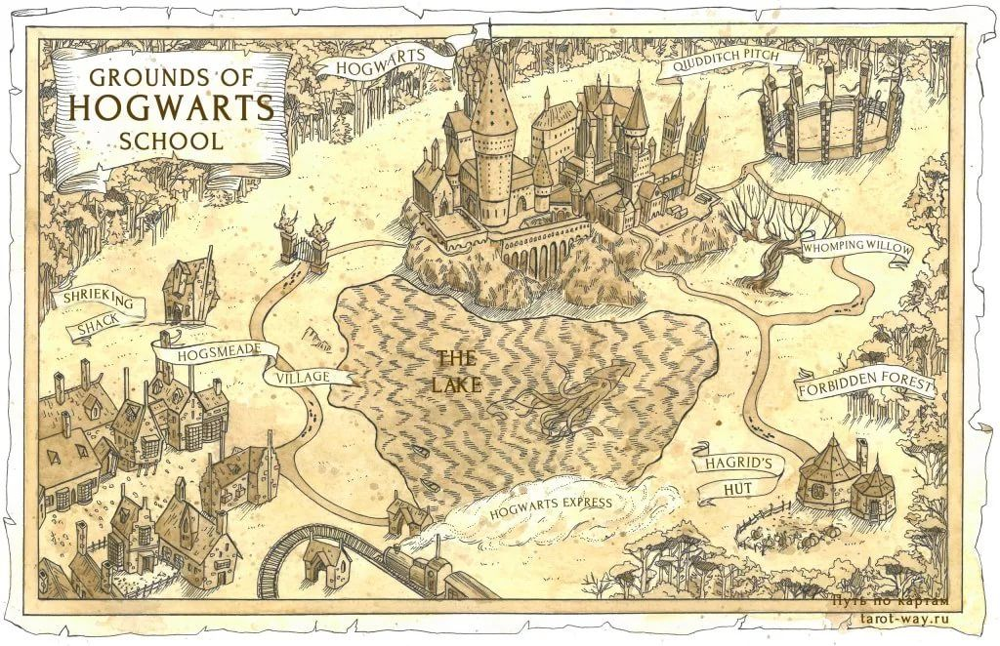 GROUNDS OF
HOGWARTS
SCHOOL
HOGWARTS
QIUDDITCH PITCH
WHOMPING WILLOW
SHRIEKING
SHACK
HOGSMEADE
VILLAGE
THE
LAKE
FORBIDDEN FOREST
HAGRID'S
HUT
HOGWARTS EXPRESS
Путь по картам
tarot-way.ru